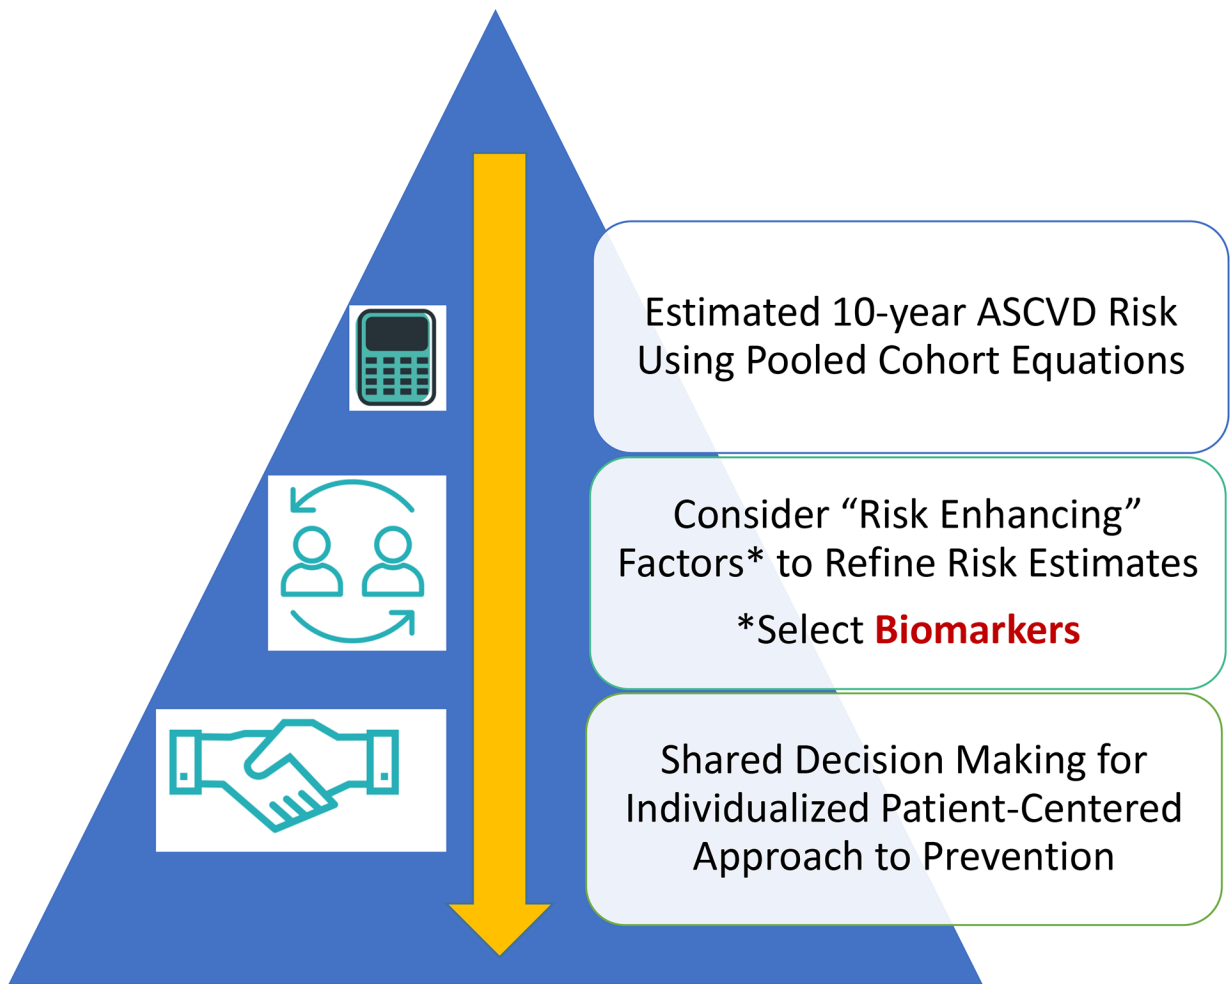 Estimated 10-year ASCVD Risk
Using Pooled Cohort Equations
Consider “Risk Enhancing”
Factors* to Refine Risk Estimates
*Select Biomarkers
Shared Decision Making for
Individualized Patient-Centered
Approach to Prevention